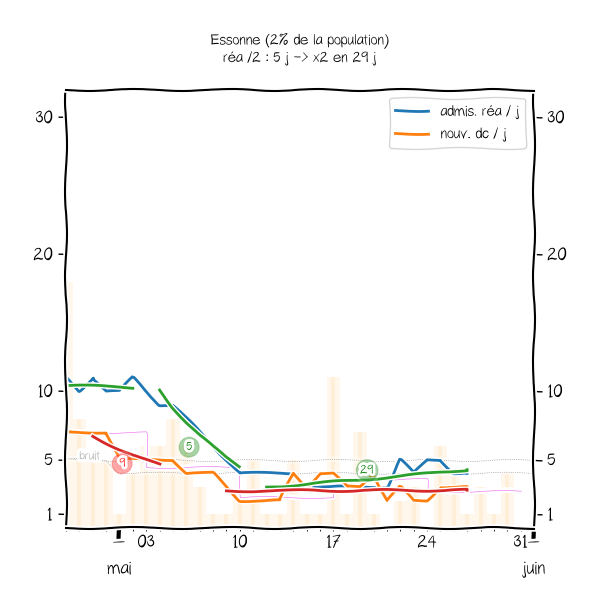 Essonne (2% de la population)
réa /2 : 5 j -> x2 en 29 j
admis. réa / j
nouv. dc / j
30
30
20
20
10
10
5
5
1
1
bruit
9
5
29
03
10
17
24
31
mai
juin